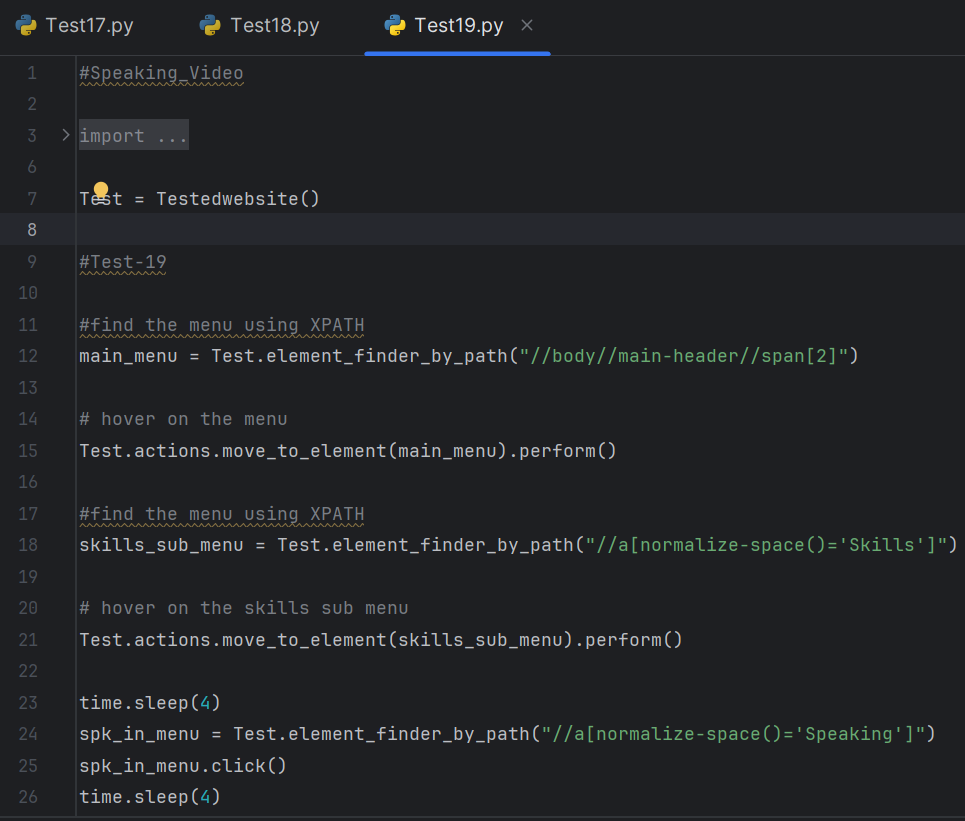 Test17.py Test18.py Test19.py
1 #Speaking_Video
2
3 import ...
6
7 Test = Testedwebsite()
8
9 #Test-19
10
11 #find the menu using XPATH
12 main_menu = Test.element_finder_by_path("//body//main-header//span[2]")
13
14 # hover on the menu
15 Test.actions.move_to_element(main_menu).perform()
16
17 #find the menu using XPATH
18 skills_sub_menu = Test.element_finder_by_path("//a[normalize-space()='Skills']")
19
20 # hover on the skills sub menu
21 Test.actions.move_to_element(skills_sub_menu).perform()
22
23 time.sleep(4)
24 spk_in_menu = Test.element_finder_by_path("//a[normalize-space()='Speaking']")
25 spk_in_menu.click()
26 time.sleep(4)